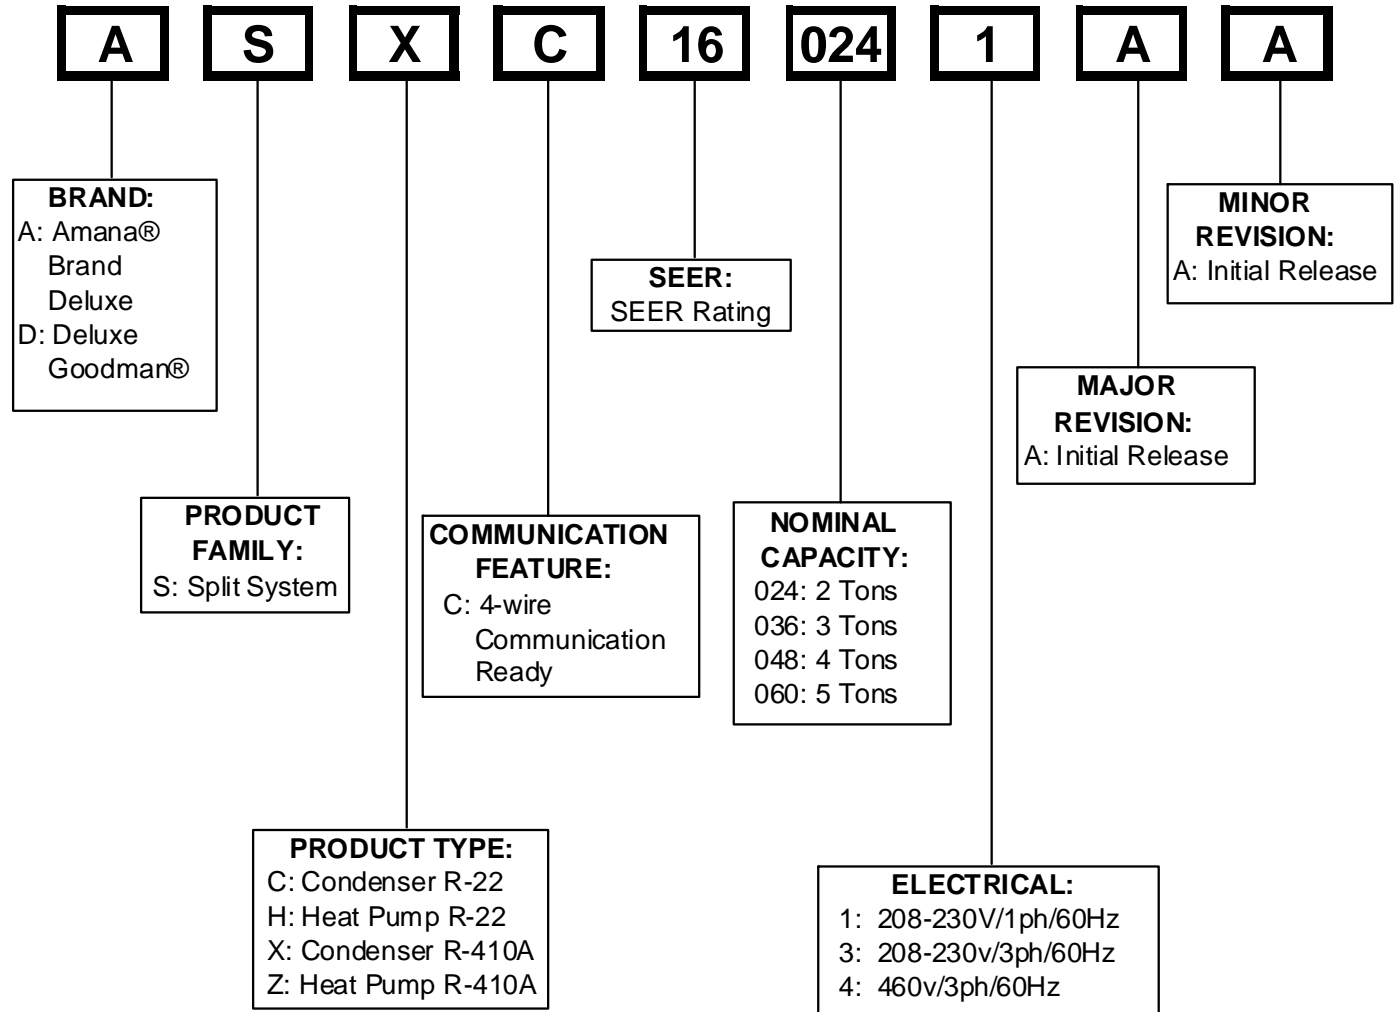 A S X C 16 024 1 A A
BRAND:
A: Amana®
Brand
Deluxe
D: Deluxe
Goodman®
MINOR
REVISION:
A: Initial Release
SEER:
SEER Rating
MAJOR
REVISION:
A: Initial Release
PRODUCT
FAMILY:
S: Split System
COMMUNICATION
FEATURE:
C: 4-wire
Communication
Ready
NOMINAL
CAPACITY:
024: 2 Tons
036: 3 Tons
048: 4 Tons
060: 5 Tons
PRODUCT TYPE:
C: Condenser R-22
H: Heat Pump R-22
X: Condenser R-410A
Z: Heat Pump R-410A
ELECTRICAL:
1: 208-230V/1ph/60Hz
3: 208-230v/3ph/60Hz
4: 460v/3ph/60Hz